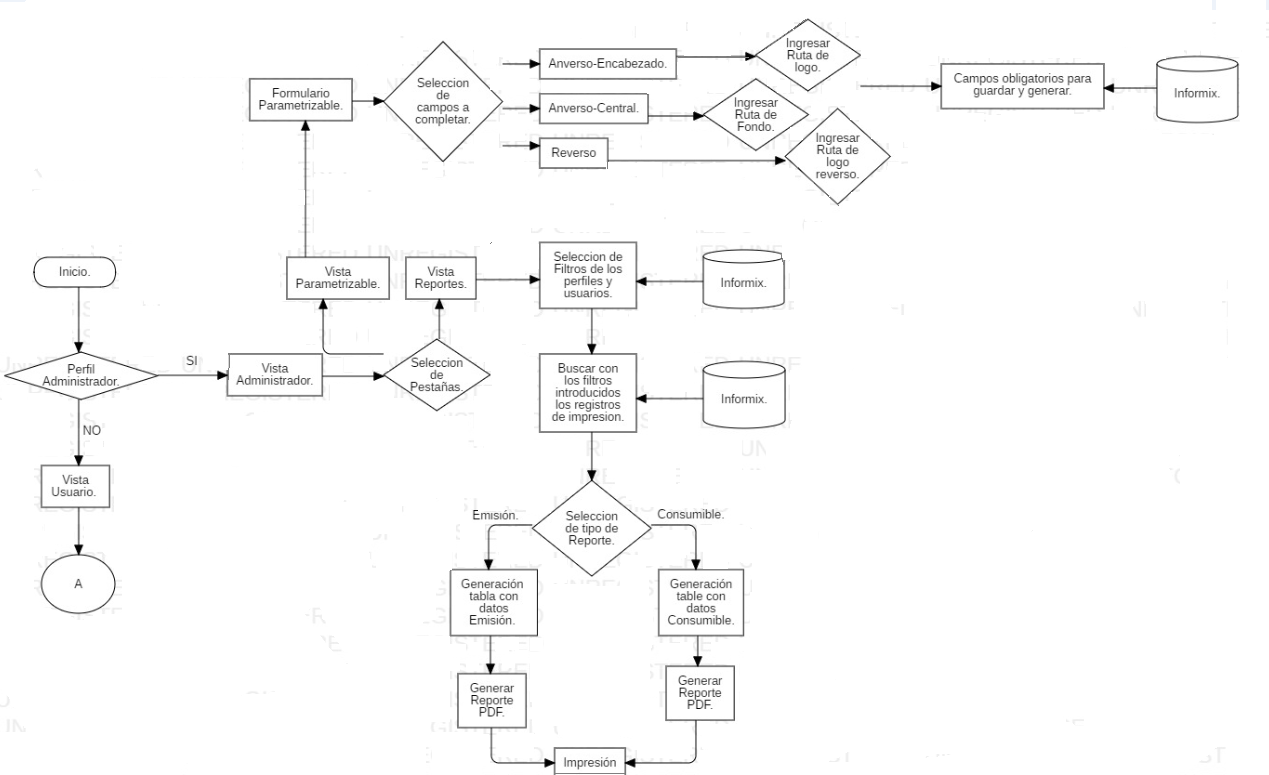 Ingresar
Ruta de
logo.
Anverso-Encabezado.
Seleccion
de
campos a
completar.
Campos obligatorios para
guardar y generar.
Informix.
Formulario
Parametrizable.
Anverso-Central.
Ingresar
Ruta de
Fondo.
Reverso
Ingresar
Ruta de
logo
reverso.
Inicio.
Vista
Parametrizable.
Vista
Reportes.
Seleccion de
Filtros de los
perfiles y
usuarios.
Informix.
Perfil
Administrador.
SI
Vista
Administrador.
Seleccion
de
Pestañas.
Buscar con
los filtros
introducidos
los registros
de impresion.
Informix.
NO
Vista
Usuario.
Emisión.
Seleccion
de tipo de
Reporte.
Consumible.
A
Generación
tabla con
datos
Emisión.
Generación
table con
datos
Consumible.
Generar
Reporte
PDF.
Generar
Reporte
PDF.
Impresión